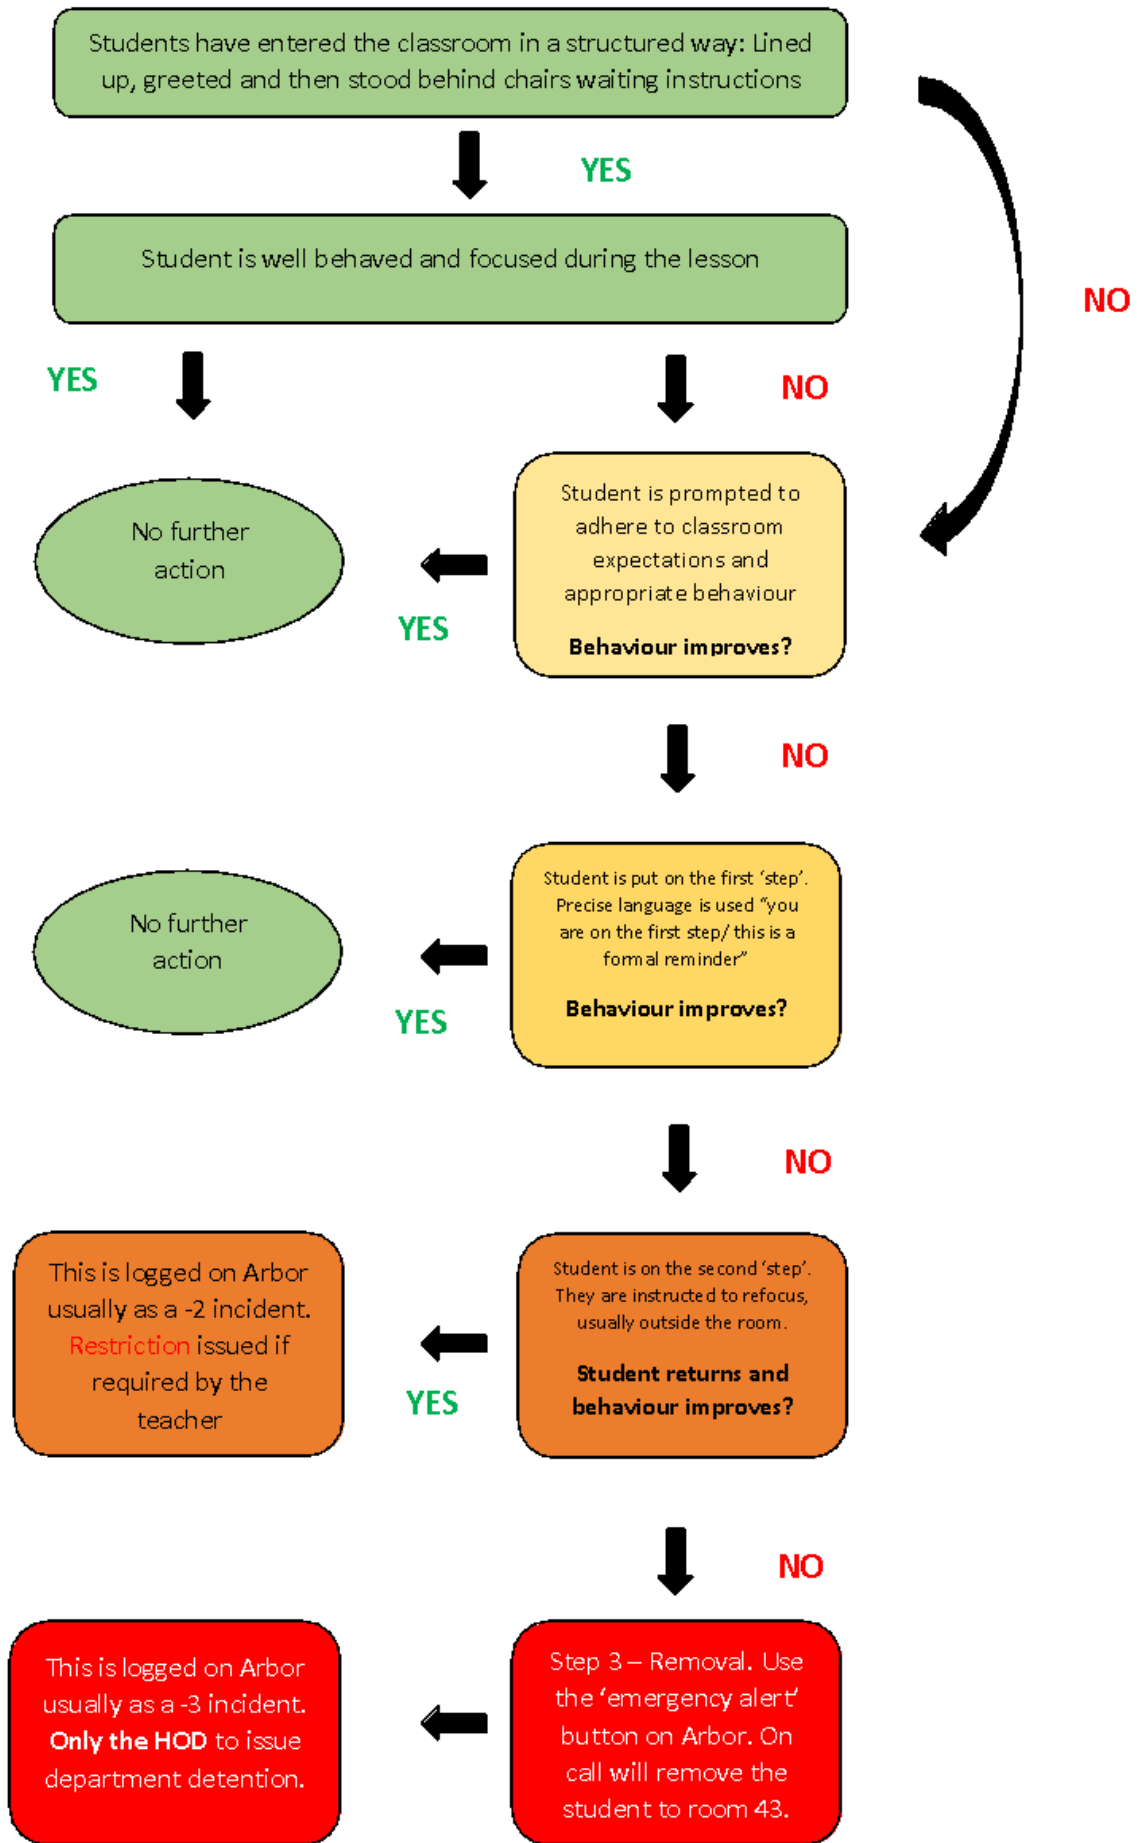 Students have entered the classroom in a structured way: Lined
up, greeted and then stood behind chairs waiting instructions
YES
NO
Student is well behaved and focused during the lesson
YES
NO
No further
action
YES
Student is prompted to
adhere to classroom
expectations and
appropriate behaviour
Behaviour improves?
NO
No further
action
YES
Student is put on the first ‘step’.
Precise language is used “you
are on the first step/ this is a
formal reminder”
Behaviour improves?
NO
This is logged on Arbor
usually as a -2 incident.
Restriction issued if
required by the
teacher
YES
Student is on the second ‘step’.
They are instructed to refocus,
usually outside the room.
Student returns and
behaviour improves?
NO
This is logged on Arbor
usually as a -3 incident.
Only the HOD to issue
department detention.
Step 3 – Removal. Use
the ‘emergency alert’
button on Arbor. On
call will remove the
student to room 43.